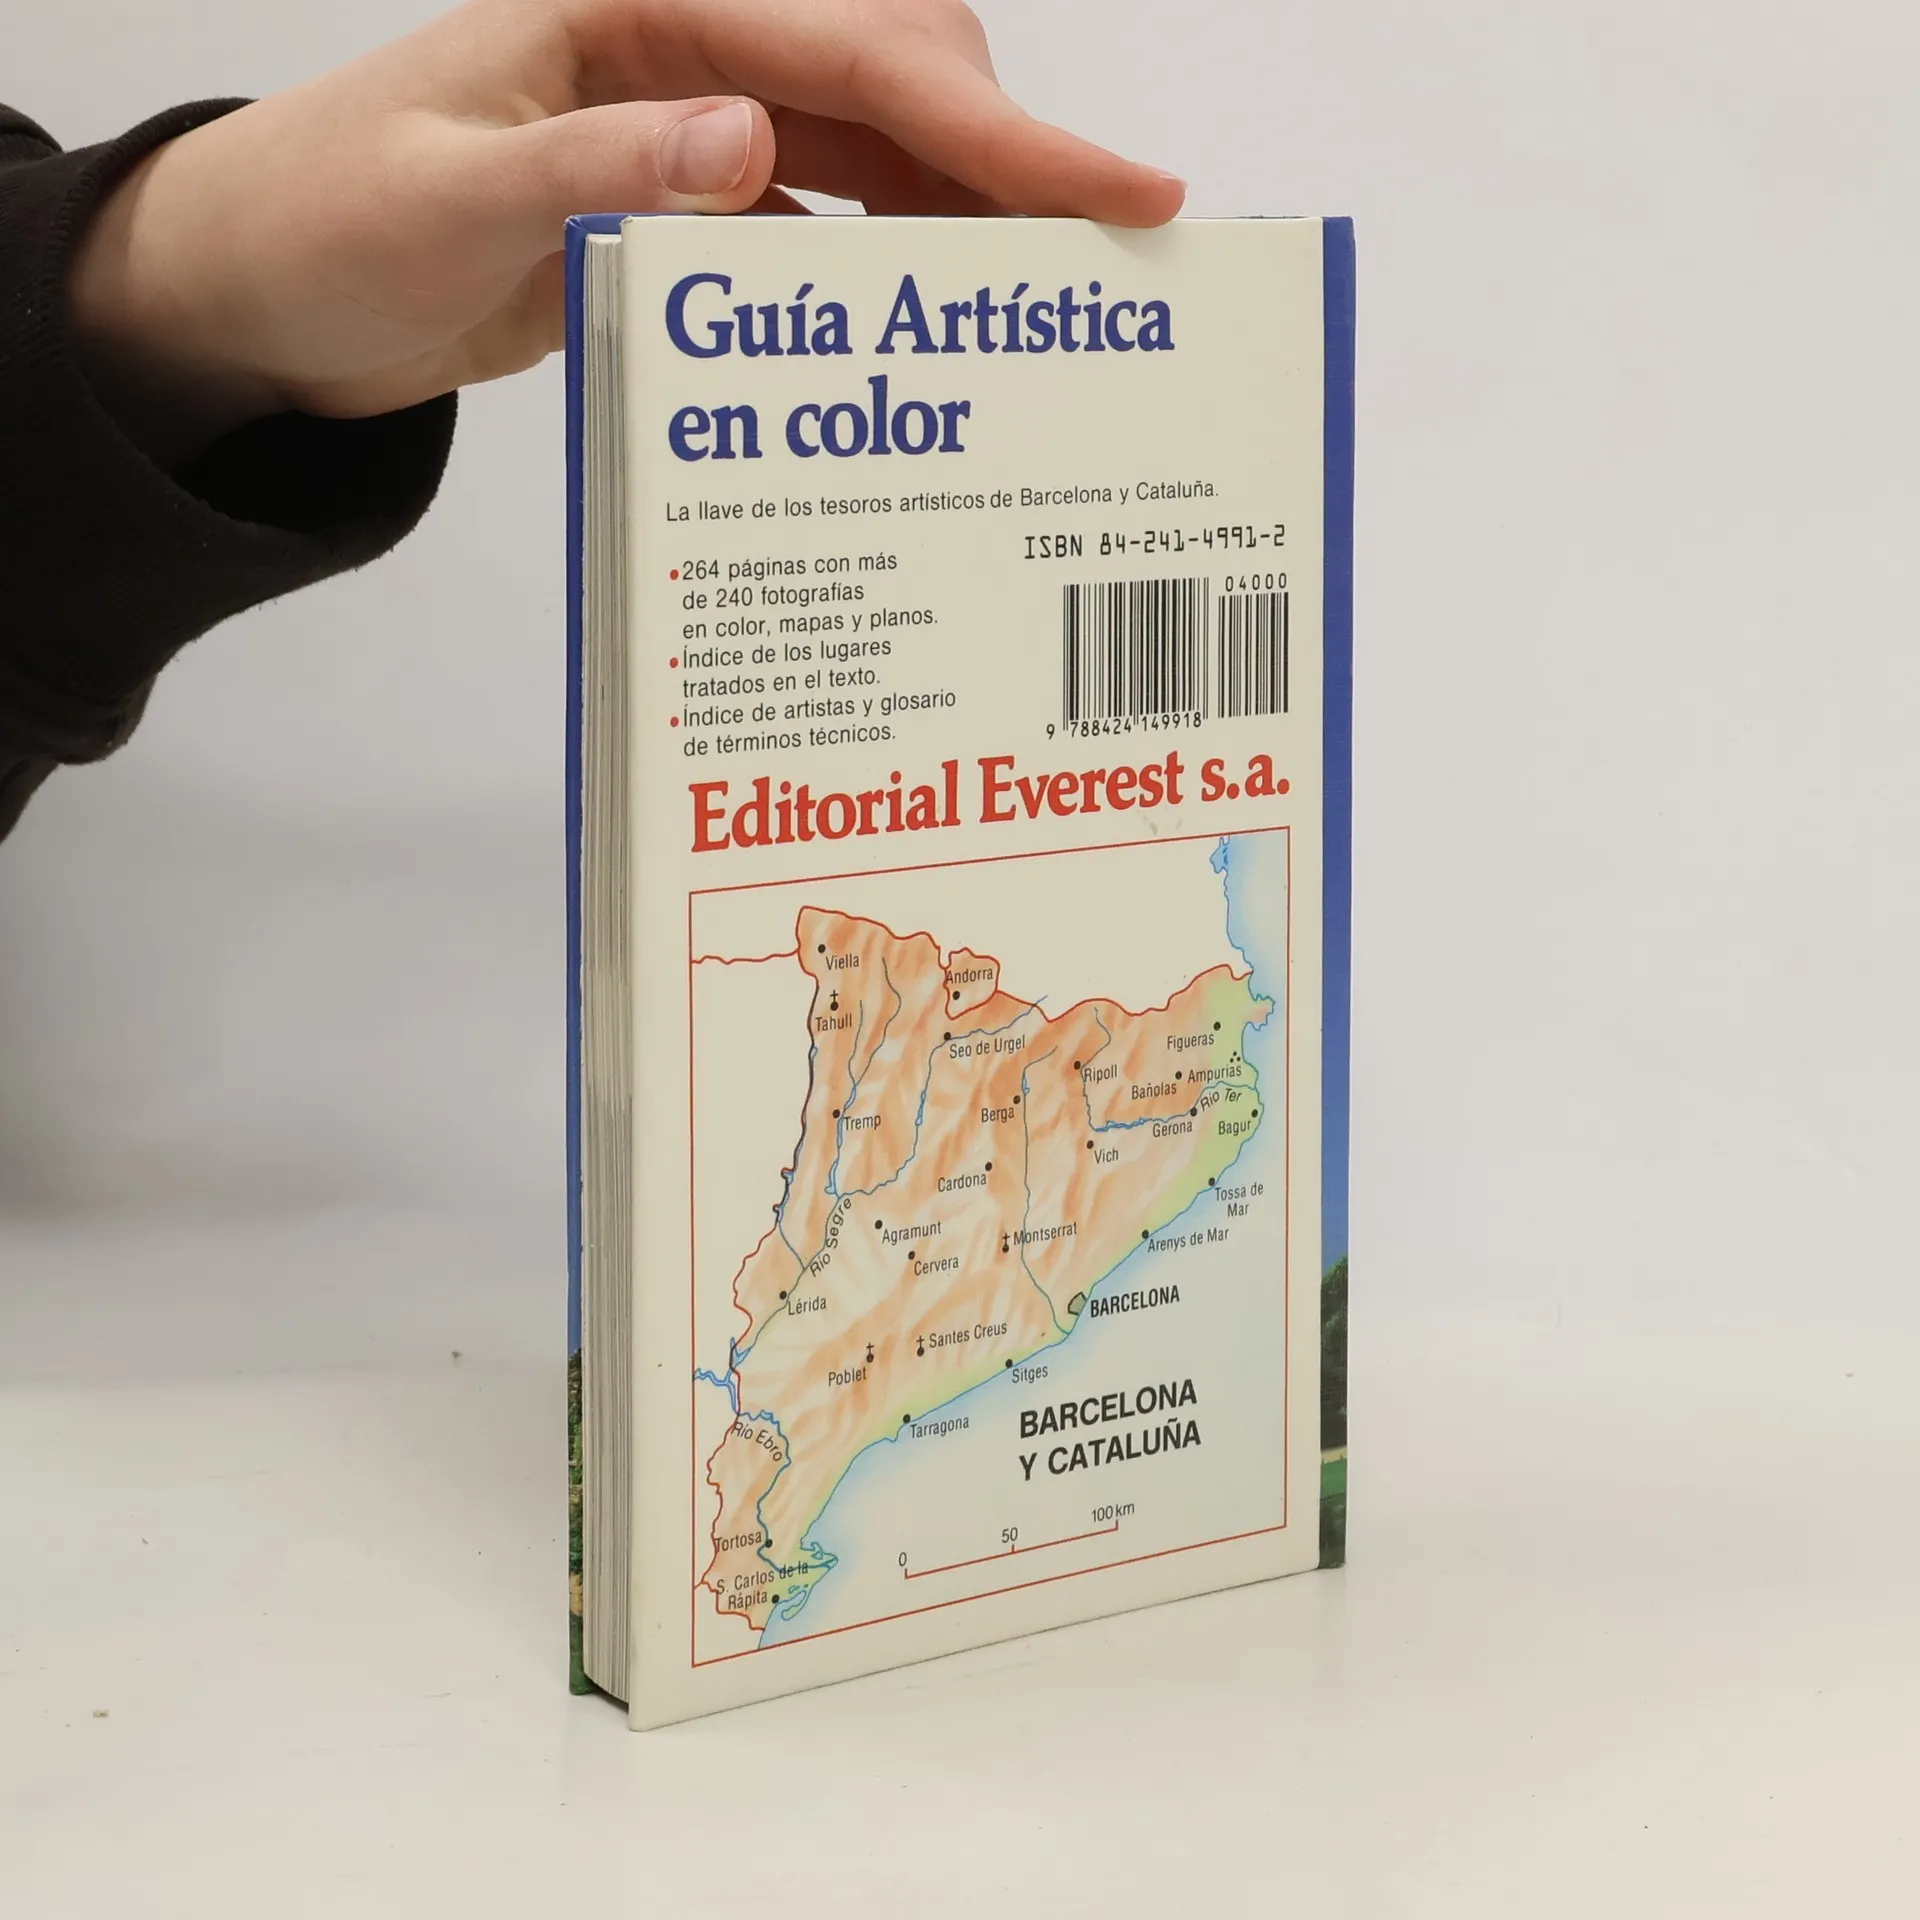 Guía Artística
en color
La llave de los tesoros artísticos de Barcelona y Cataluña.
•264 páginas con más
de 240 fotografías
en color, mapas y planos.
•Índice de los lugares
tratados en el texto.
•Índice de artistas y glosario
de términos técnicos.
ISBN 84-241-4991-2
04000
9 788424 149918
Editorial Everest s.a.
Viella
Andorra
Tahull
Seo de Urgel
Figueras
Ripoll
Bañolas
Ampurias
Río Ter
Tremp
Berga
Gerona
Bagur
Vich
Cardona
Tossa de
Mar
Río Segre
Agramunt
Montserrat
Arenys de Mar
Cervera
Lérida
BARCELONA
Santes Creus
Poblet
Sitges
Tarragona
BARCELONA
Y CATALUÑA
Río Ebro
Tortosa
S. Carlos de la
Rápita
0 50 100 km